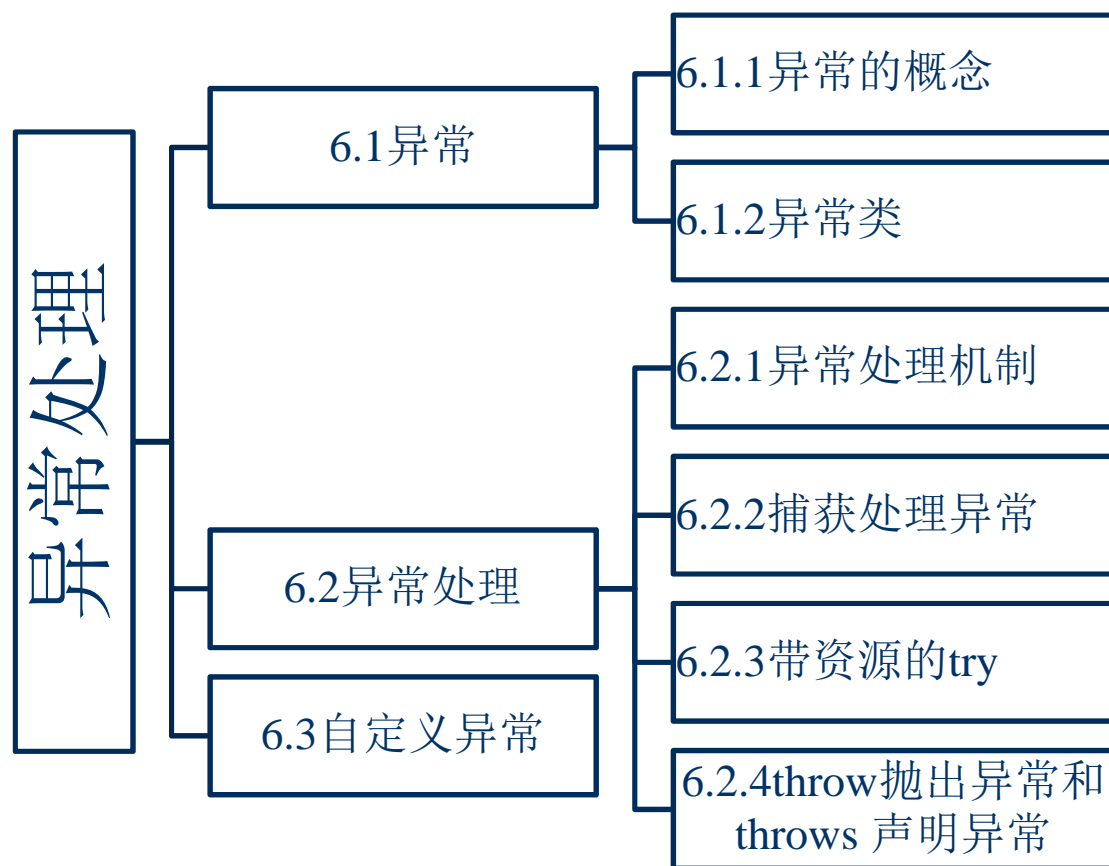 异常处理
6.1异常
6.1.1异常的概念
6.1.2异常类
6.2异常处理
6.2.1异常处理机制
6.2.2捕获处理异常
6.2.3带资源的try
6.2.4throw抛出异常和
throws 声明异常
6.3自定义异常